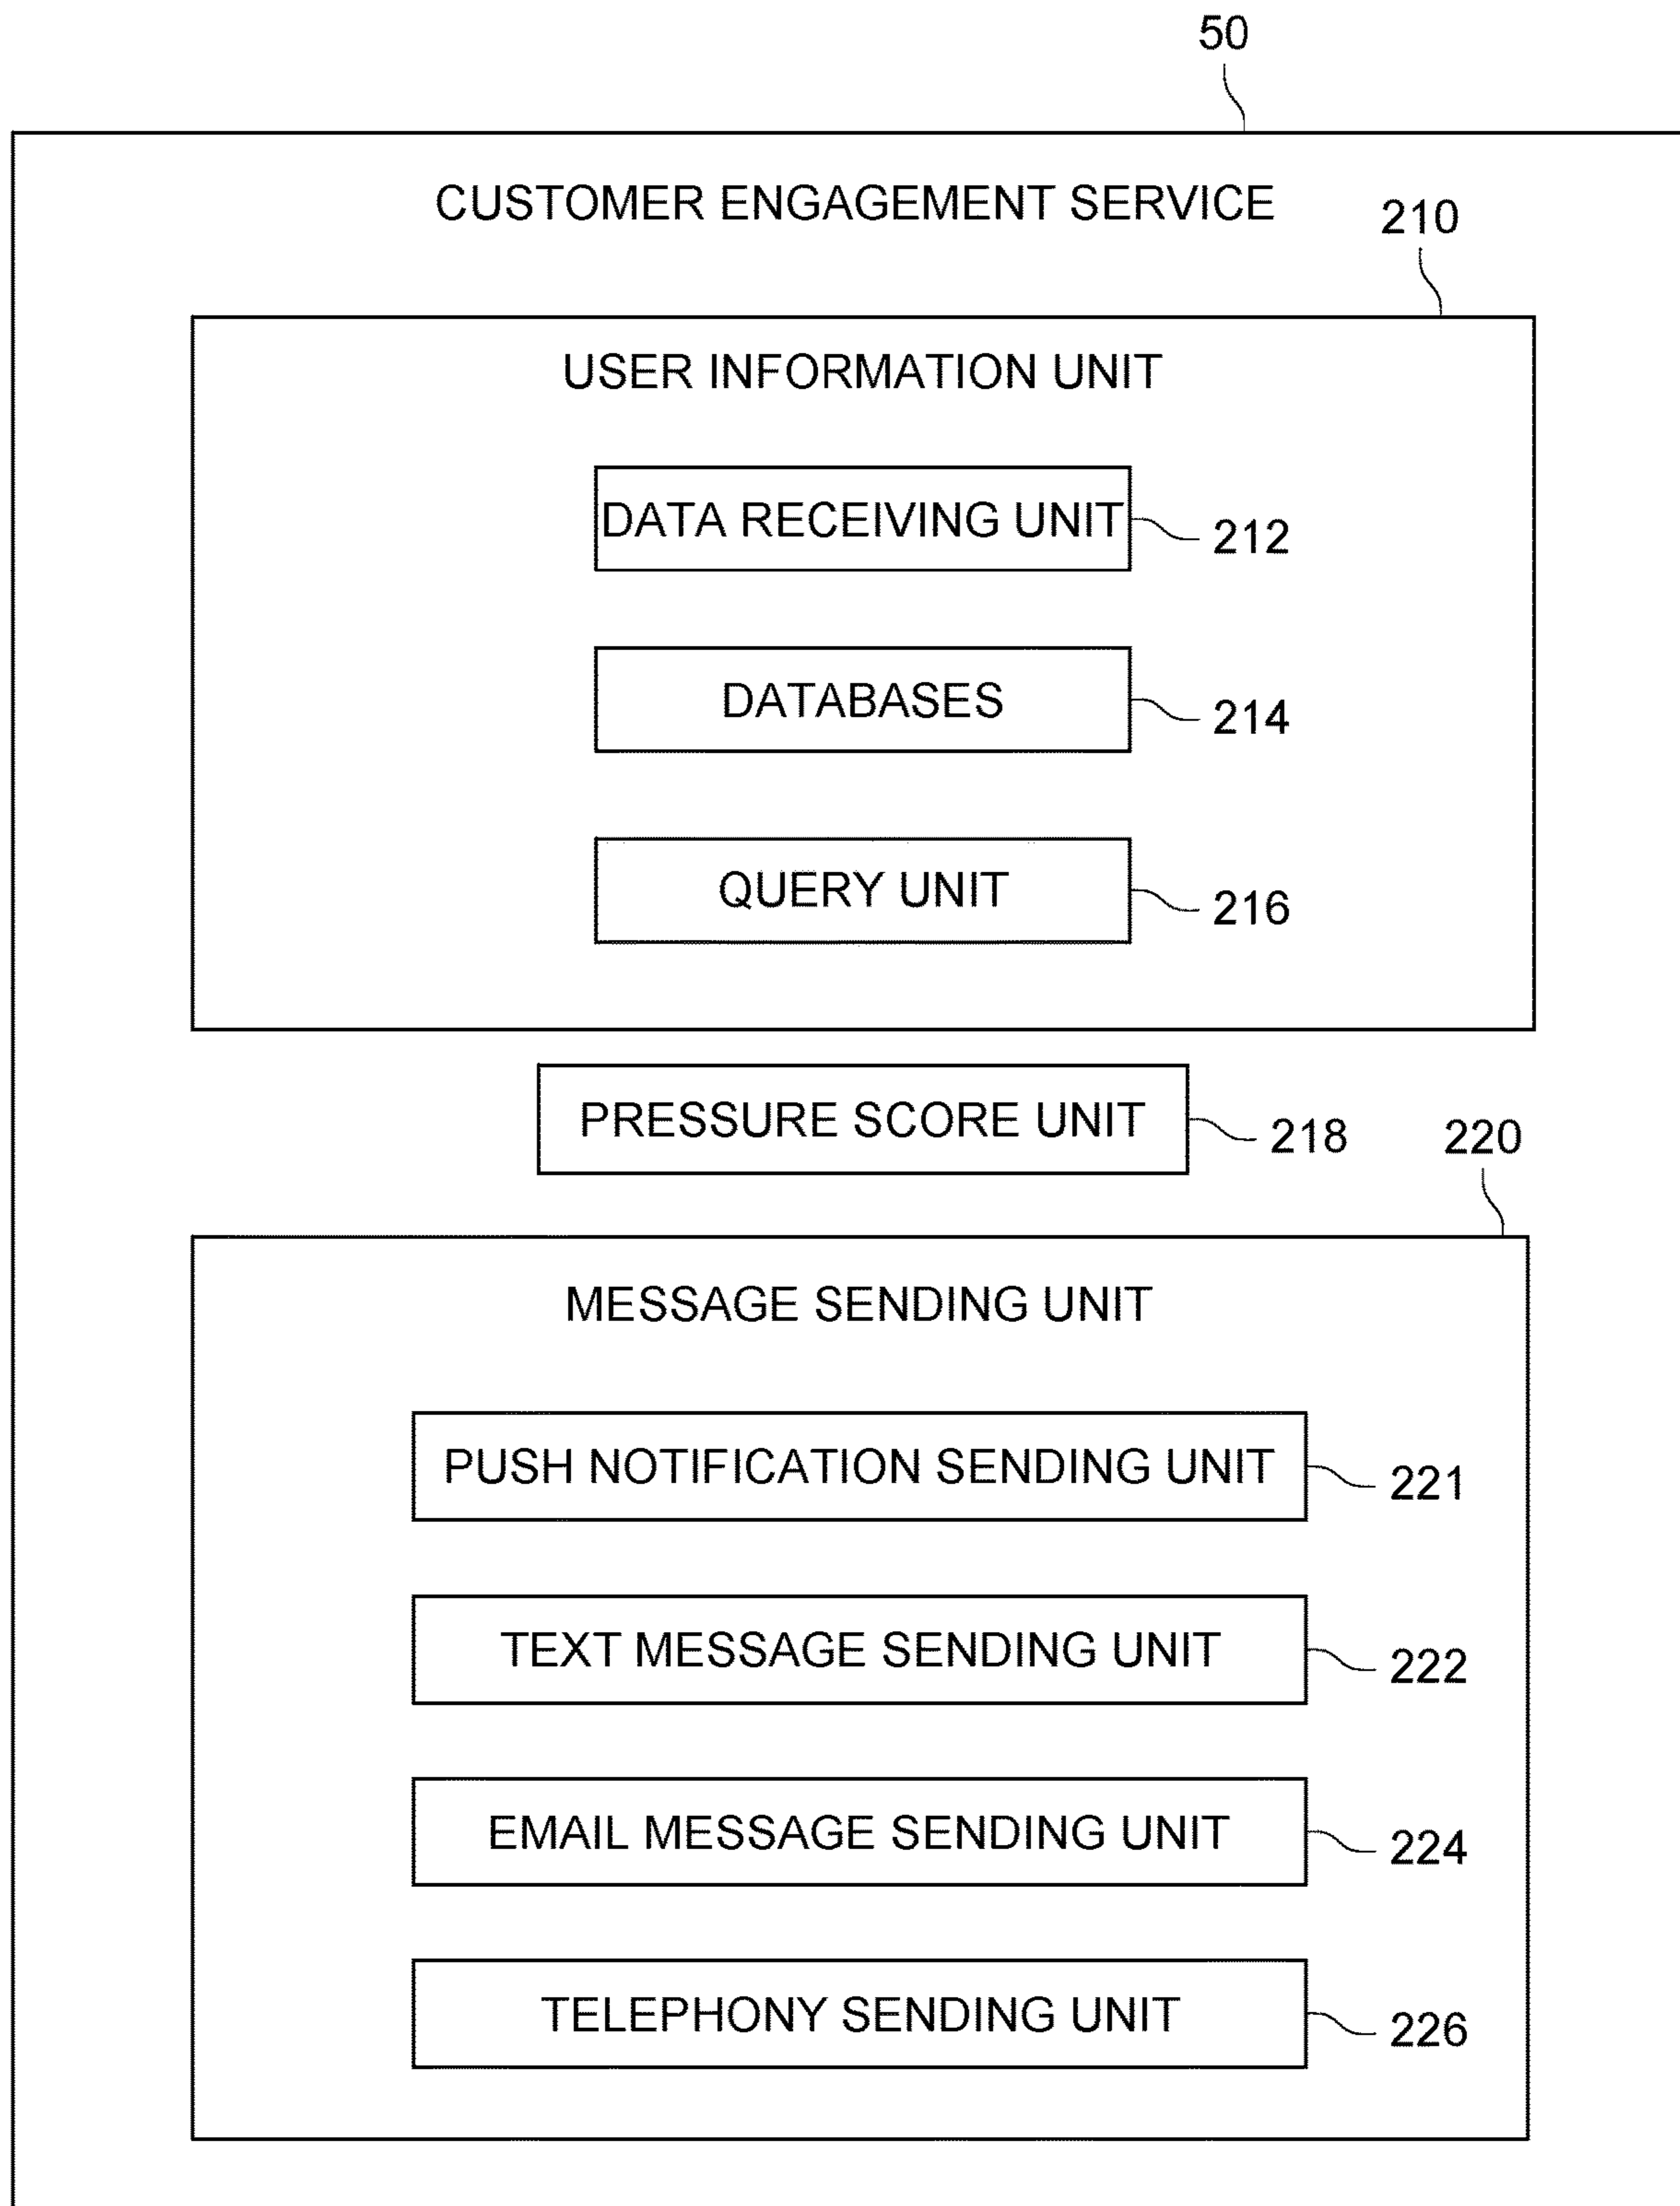 50
CUSTOMER ENGAGEMENT SERVICE
210
USER INFORMATION UNIT
DATA RECEIVING UNIT
212
DATABASES
214
QUERY UNIT
216
PRESSURE SCORE UNIT
218
220
MESSAGE SENDING UNIT
PUSH NOTIFICATION SENDING UNIT
221
TEXT MESSAGE SENDING UNIT
222
EMAIL MESSAGE SENDING UNIT
224
TELEPHONY SENDING UNIT
226